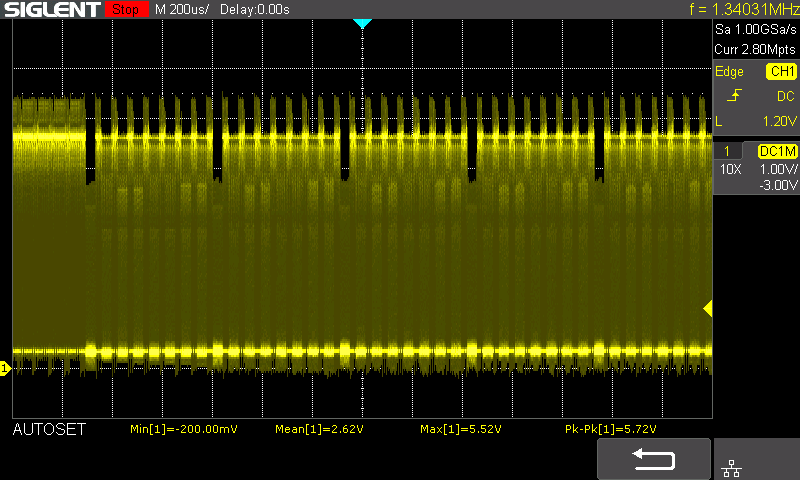 SIGLENT Stop M 200us/ Delay:0.00s f = 1.34031MHz
Sa 1.00GSa/s
Curr 2.80Mpts
Edge CH1
DC
L 1.20V
1 DC1M
10X 1.00V/
-3.00V
1
AUTOSET Min[1]=-200.00mV Mean[1]=2.62V Max[1]=5.52V Pk-Pk[1]=5.72V